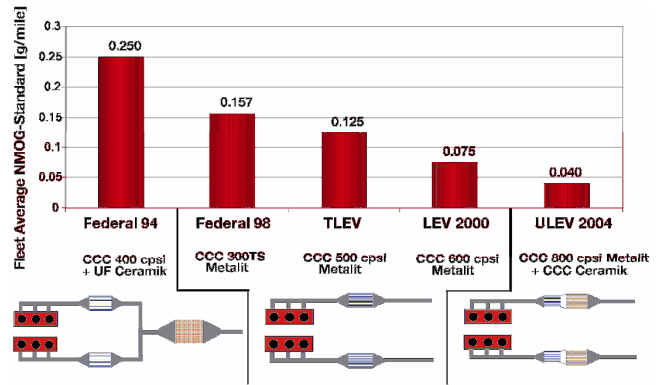 Fleet Average NMOG-Standard [g/mile]
0.3
0.25
0.2
0.15
0.1
0.05
0
0.250
0.157
0.125
0.075
0.040
Federal 94
Federal 98
TLEV
LEV 2000
ULEV 2004
CCC 400 cpsi
+ UF Ceramik
CCC 300TS
Metalit
CCC 500 cpsi
Metalit
CCC 600 cpsi
Metalit
CCC 800 cpsi Metalit
+ CCC Ceramik